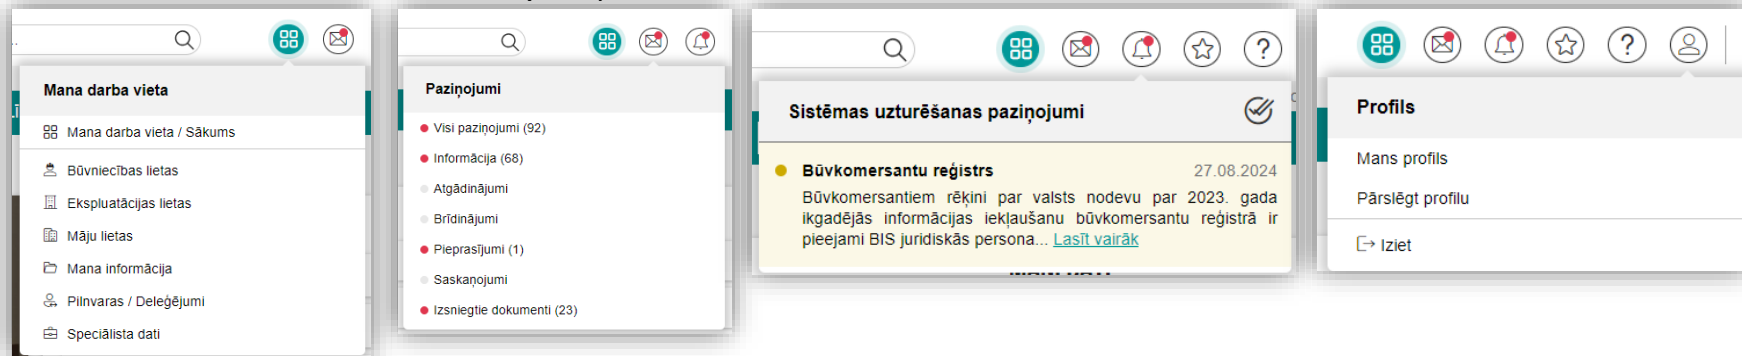 Mana darba vieta
Mana darba vieta / Sākums
Būvniecības lietas
Ekspluatācijas lietas
Māju lietas
Mana informācija
Pilnvaras / Deleģējumi
Speciālista dati
Paziņojumi
Visi paziņojumi (92)
Informācija (68)
Atgādinājumi
Brīdinājumi
Pieprasījumi (1)
Saskaņojumi
Izsniegtie dokumenti (23)
Sistēmas uzturēšanas paziņojumi
Būvkomersantu reģistrs 27.08.2024
Būvkomersantiem rēķini par valsts nodevu par 2023. gada
ikgadējās informācijas iekļaušanu būvkomersantu reģistrā ir
pieejami BIS juridiskās persona... Lasīt vairāk
Profils
Mans profils
Pārslēgt profilu
Iziet